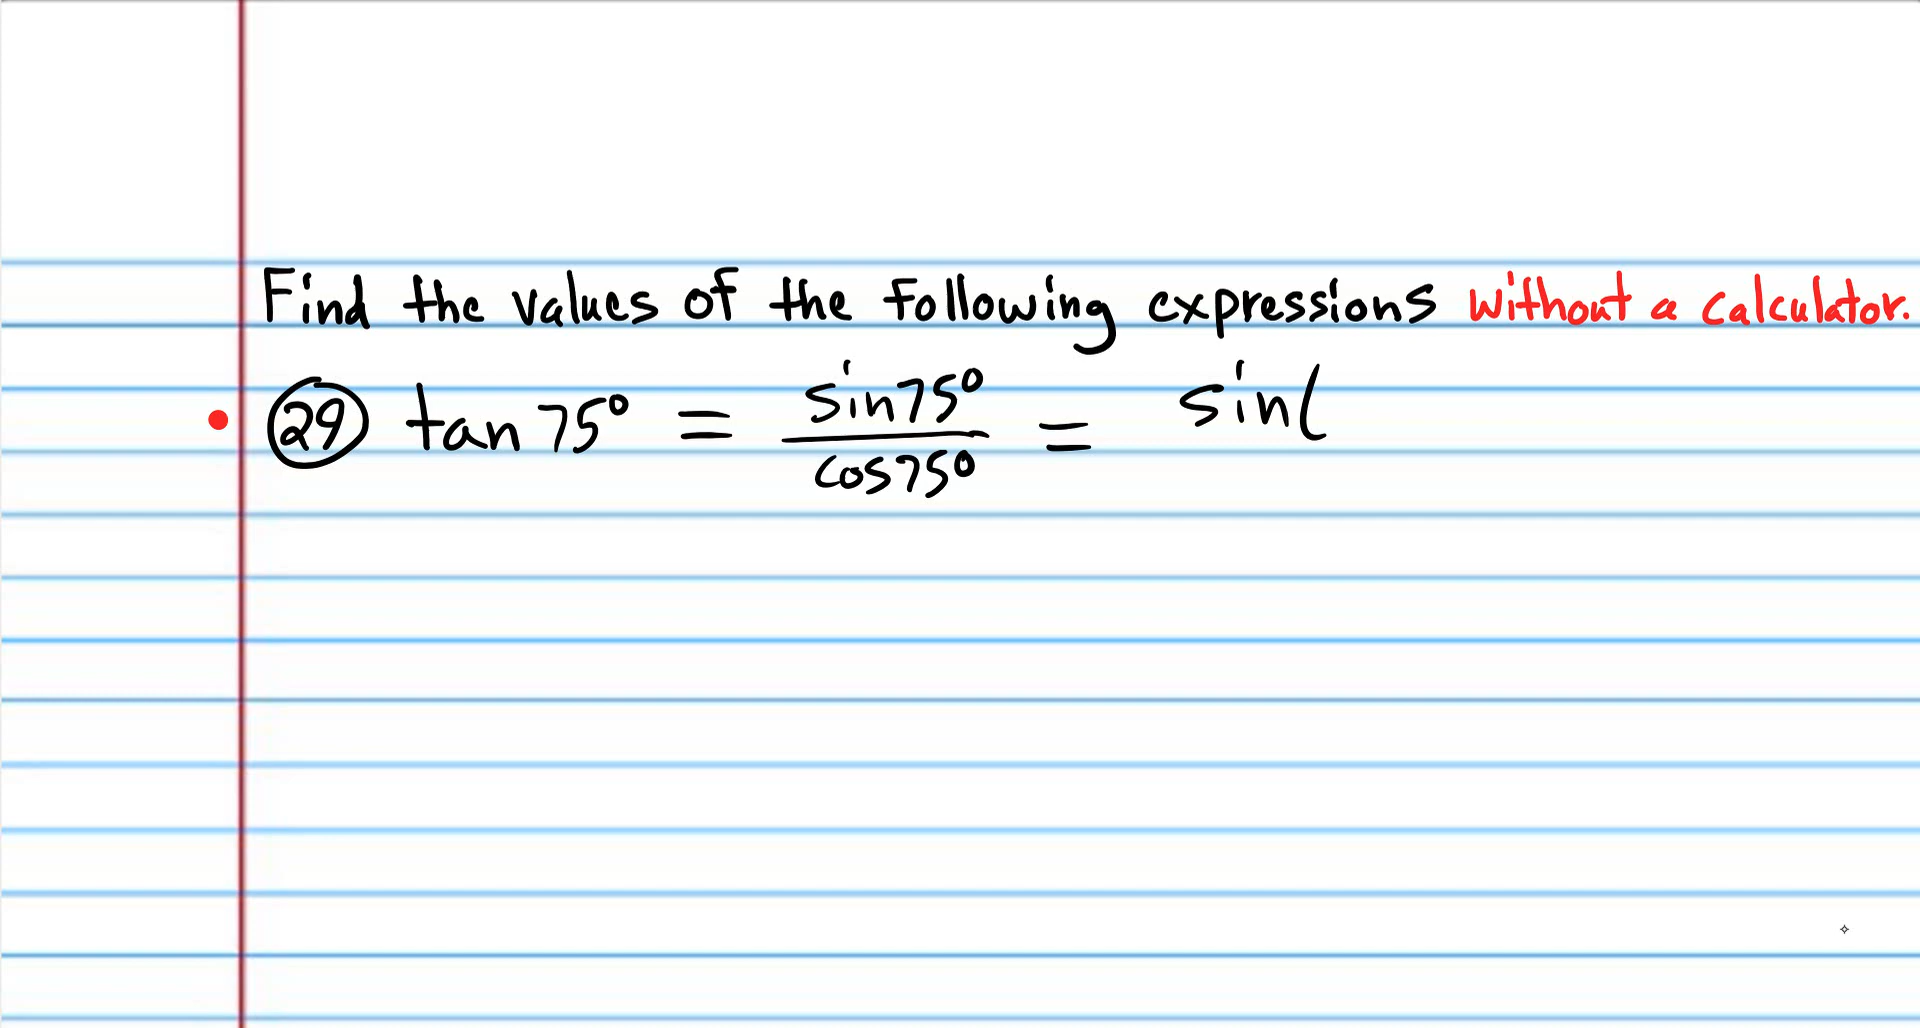 Find the values of the following expressions without a calculator.
• 29 tan 75° = sin75° / cos75° = sin(